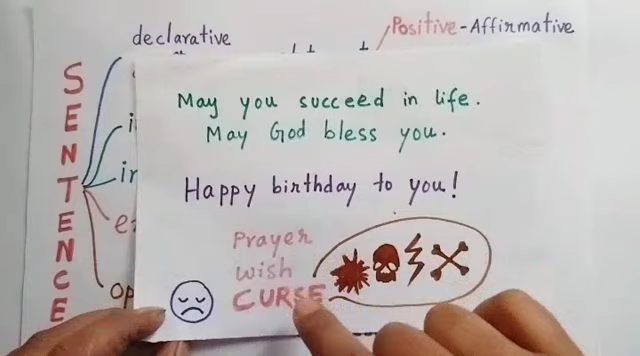 declarative
Positive-Affirmative
SENTENCE
May you succeed in life.
May God bless you.
Happy birthday to you!
Prayer
wish
CURSE